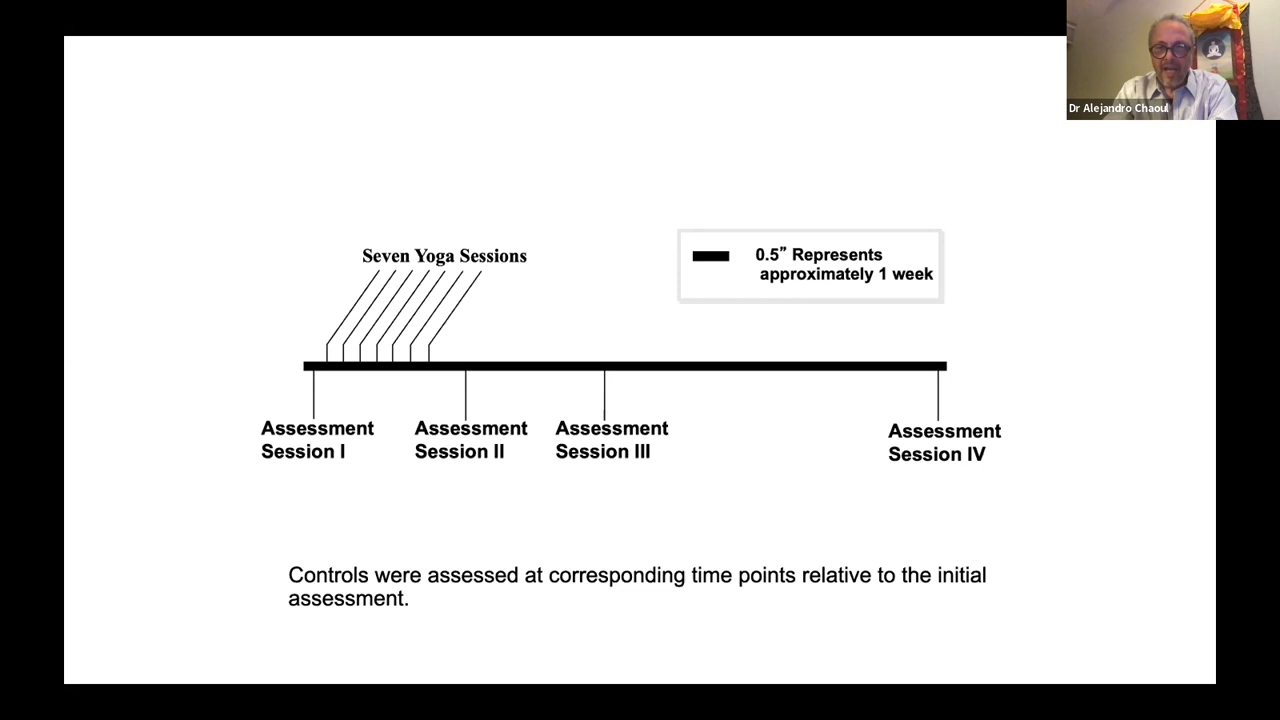 Dr Alejandro Chaoul
Seven Yoga Sessions
0.5” Represents
approximately 1 week
Assessment
Session I
Assessment
Session II
Assessment
Session III
Assessment
Session IV
Controls were assessed at corresponding time points relative to the initial
assessment.